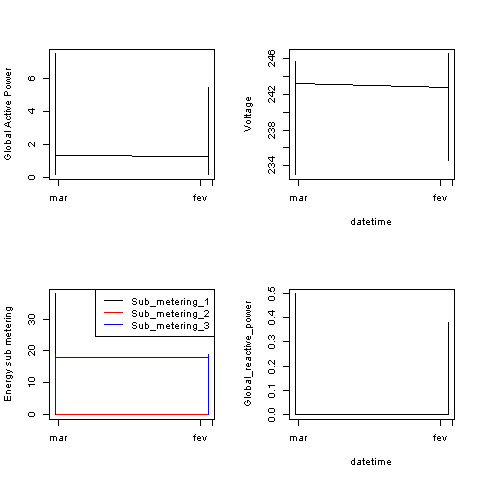 Global Active Power
0 2 4 6
mar fev
Voltage
234 238 242 246
mar fev
datetime
Energy sub metering
0 10 20 30
Sub_metering_1
Sub_metering_2
Sub_metering_3
mar fev
Global_reactive_power
0.0 0.1 0.2 0.3 0.4 0.5
mar fev
datetime